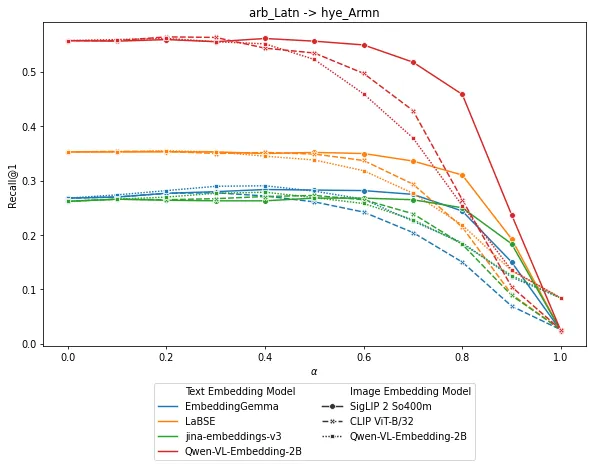 arb_Latn -> hye_Armn
Recall@1
0.5
0.4
0.3
0.2
0.1
0.0
0.0 0.2 0.4 0.6 0.8 1.0
α
Text Embedding Model
EmbeddingGemma
LaBSE
jina-embeddings-v3
Qwen-VL-Embedding-2B
Image Embedding Model
SigLIP 2 So400m
CLIP ViT-B/32
Qwen-VL-Embedding-2B